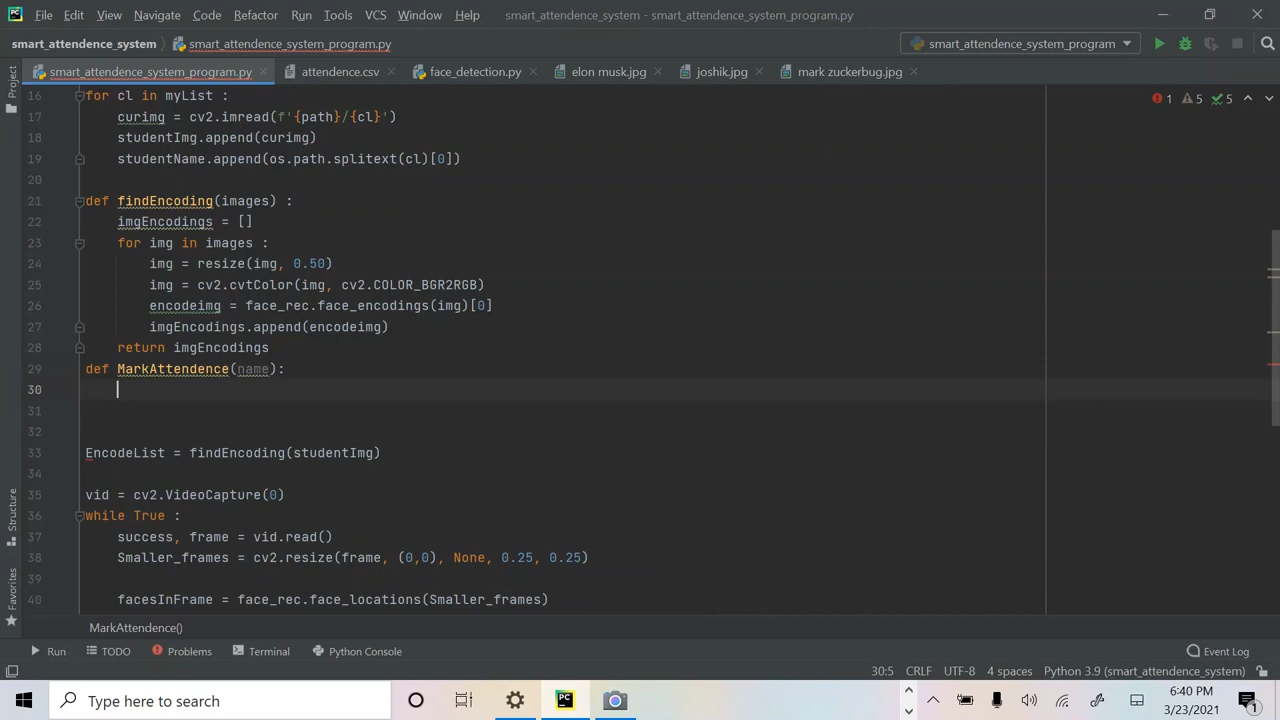 File Edit View Navigate Code Refactor Run Tools VCS Window Help smart_attendence_system - smart_attendence_system_program.py
smart_attendence_system smart_attendence_system_program.py smart_attendence_system_program
smart_attendence_system_program.py attendence.csv face_detection.py elon musk.jpg joshik.jpg mark zuckerbug.jpg
Project
1 5 5
16 for cl in myList :
17 curimg = cv2.imread(f'{path}/{cl}')
18 studentImg.append(curimg)
19 studentName.append(os.path.splitext(cl)[0])
20
21 def findEncoding(images) :
22 imgEncodings = []
23 for img in images :
24 img = resize(img, 0.50)
25 img = cv2.cvtColor(img, cv2.COLOR_BGR2RGB)
26 encodeimg = face_rec.face_encodings(img)[0]
27 imgEncodings.append(encodeimg)
28 return imgEncodings
29 def MarkAttendence(name):
30
31
32
33 EncodeList = findEncoding(studentImg)
34
35 vid = cv2.VideoCapture(0)
36 while True :
37 success, frame = vid.read()
38 Smaller_frames = cv2.resize(frame, (0,0), None, 0.25, 0.25)
39
40 facesInFrame = face_rec.face_locations(Smaller_frames)
Structure
Favorites
MarkAttendence()
Run TODO Problems Terminal Python Console Event Log
30:5 CRLF UTF-8 4 spaces Python 3.9 (smart_attendence_system)
Type here to search
6:40 PM
3/23/2021
1